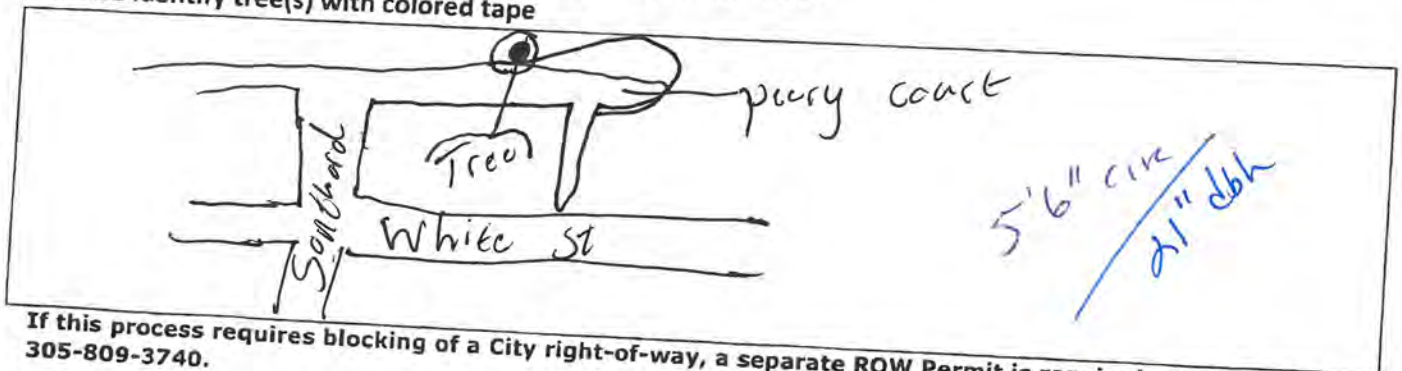 identify tree(s) with colored tape
court
Tree
5'6" circ
21" dbh
Southard
White St
If this process requires blocking of a City right-of-way, a separate ROW Permit is
305-809-3740.